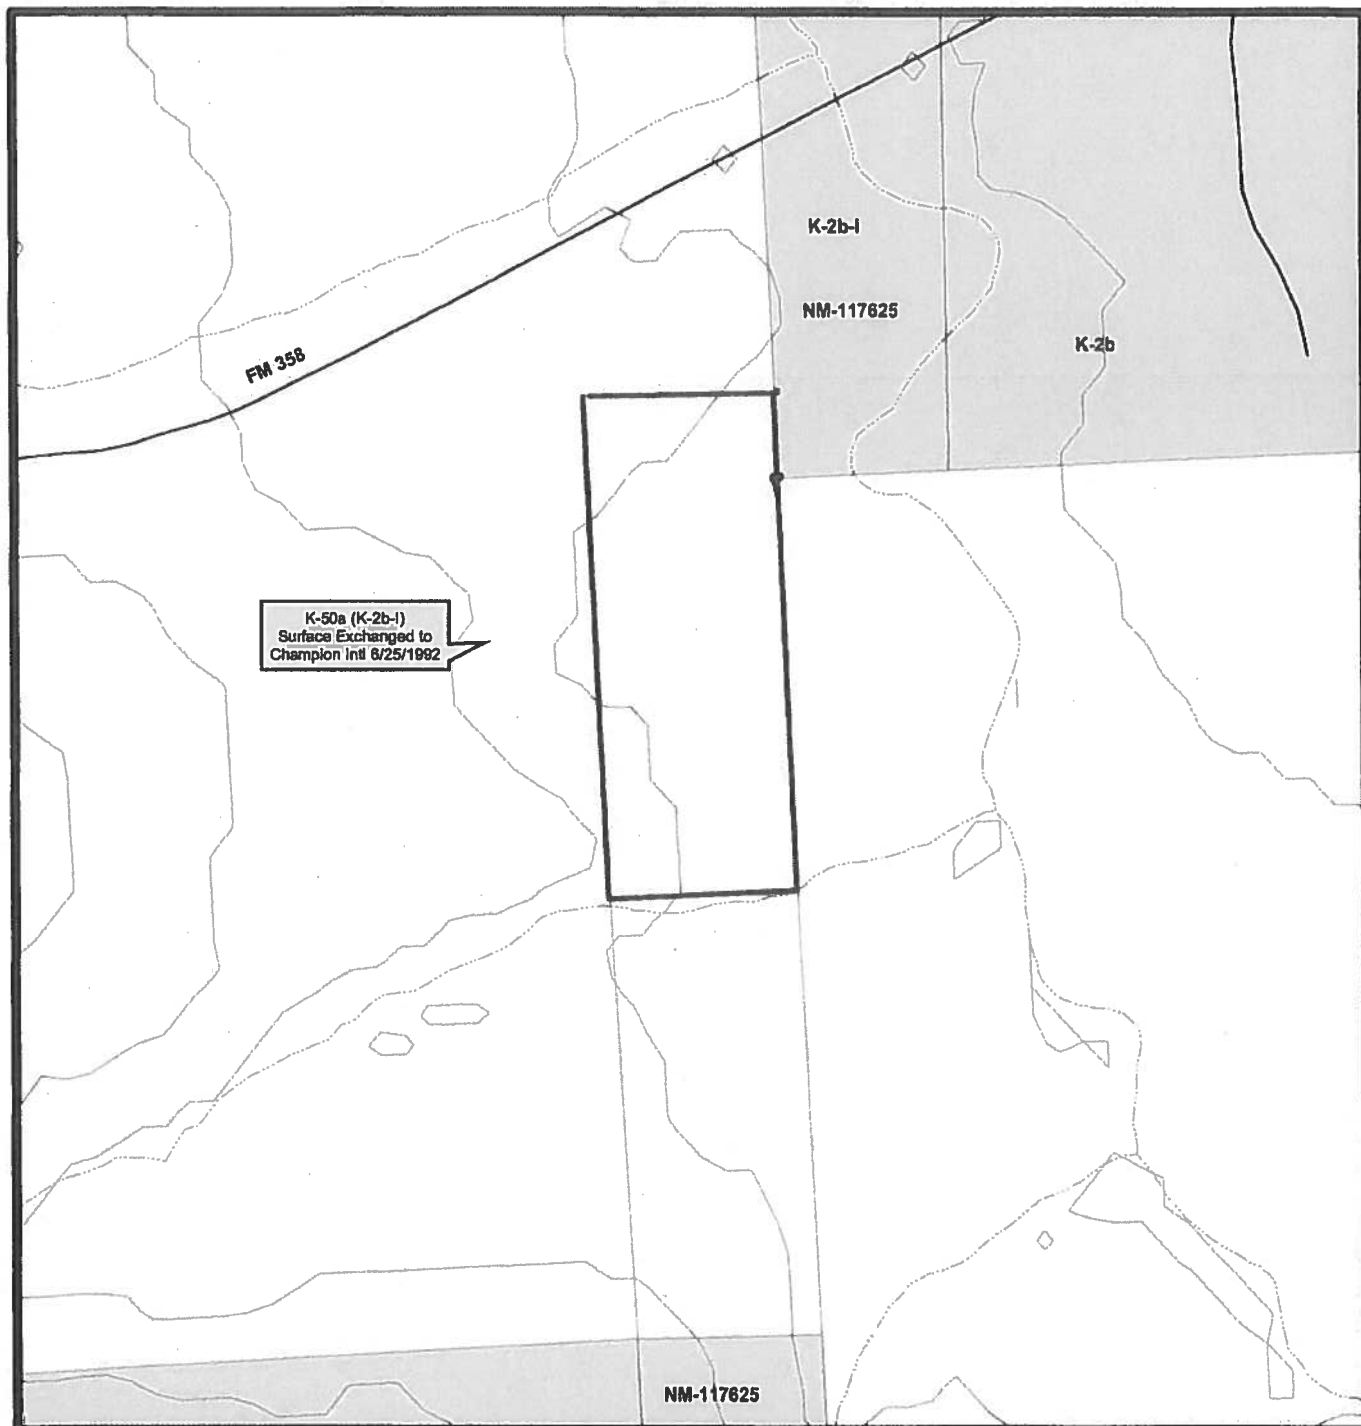 K-2b-I
NM-117625
K-2b
FM 358
K-50a (K-2b-I)
Surface Exchanged to
Champion Intl 6/25/1992
NM-117625